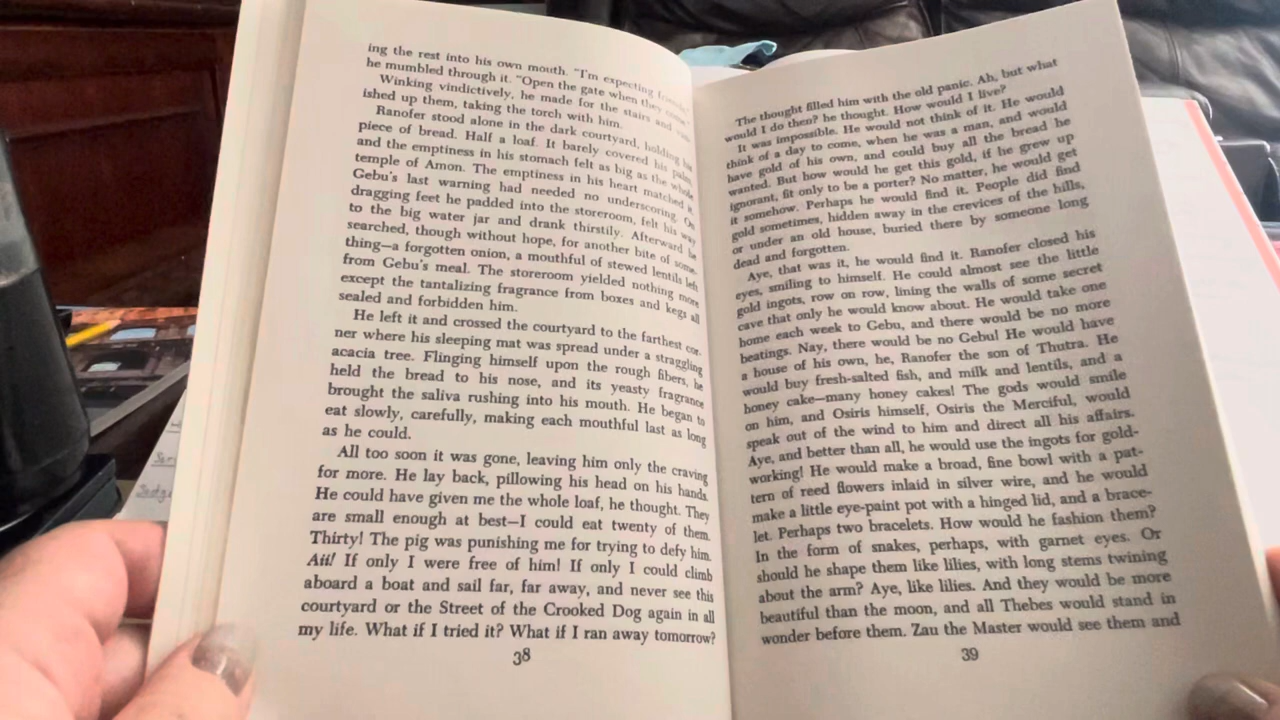 ing the rest into his own mouth. "I'm expecting
he mumbled through it. "Open the gate when they
Winking vindictively, he made for the stairs and
ished up them, taking the torch with him.
Ranofer stood alone in the dark courtyard, holding his
piece of bread. Half a loaf. It barely covered his palm,
and the emptiness in his stomach felt as big as the whole
temple of Amon. The emptiness in his heart matched it.
Gebu's last warning had needed no underscoring. On
dragging feet he padded into the storeroom, felt his way
to the big water jar and drank thirstily. Afterward he
searched, though without hope, for another bite of some-
thing—a forgotten onion, a mouthful of stewed lentils left
from Gebu's meal. The storeroom yielded nothing more
except the tantalizing fragrance from boxes and kegs all
sealed and forbidden him.
He left it and crossed the courtyard to the farthest cor-
ner where his sleeping mat was spread under a straggling
acacia tree. Flinging himself upon the rough fibers, he
held the bread to his nose, and its yeasty fragrance
brought the saliva rushing into his mouth. He began to
eat slowly, carefully, making each mouthful last as long
as he could.
All too soon it was gone, leaving him only the craving
for more. He lay back, pillowing his head on his hands.
He could have given me the whole loaf, he thought. They
are small enough at best—I could eat twenty of them.
Thirty! The pig was punishing me for trying to defy him.
Aii! If only I were free of him! If only I could climb
aboard a boat and sail far, far away, and never see this
courtyard or the Street of the Crooked Dog again in all
my life. What if I tried it? What if I ran away tomorrow?
38
The thought filled him with the old panic. Ah, but what
would I do then? he thought. How would I live?
It was impossible. He would not think of it. He would
think of a day to come, when he was a man, and would
have gold of his own, and could buy all the bread he
wanted. But how would he get this gold, if he grew up
ignorant, fit only to be a porter? No matter, he would get
it somehow. Perhaps he would find it. People did find
gold sometimes, hidden away in the crevices of the hills,
or under an old house, buried there by someone long
dead and forgotten.
Aye, that was it, he would find it. Ranofer closed his
eyes, smiling to himself. He could almost see the little
gold ingots, row on row, lining the walls of some secret
cave that only he would know about. He would take one
home each week to Gebu, and there would be no more
beatings. Nay, there would be no Gebu! He would have
a house of his own, he, Ranofer the son of Thutra. He
would buy fresh-salted fish, and milk and lentils, and a
honey cake—many honey cakes! The gods would smile
on him, and Osiris himself, Osiris the Merciful, would
speak out of the wind to him and direct all his affairs.
Aye, and better than all, he would use the ingots for gold-
working! He would make a broad, fine bowl with a pat-
tern of reed flowers inlaid in silver wire, and he would
make a little eye-paint pot with a hinged lid, and a brace-
let. Perhaps two bracelets. How would he fashion them?
In the form of snakes, perhaps, with garnet eyes. Or
should he shape them like lilies, with long stems twining
about the arm? Aye, like lilies. And they would be more
beautiful than the moon, and all Thebes would stand in
wonder before them. Zau the Master would see them and
39